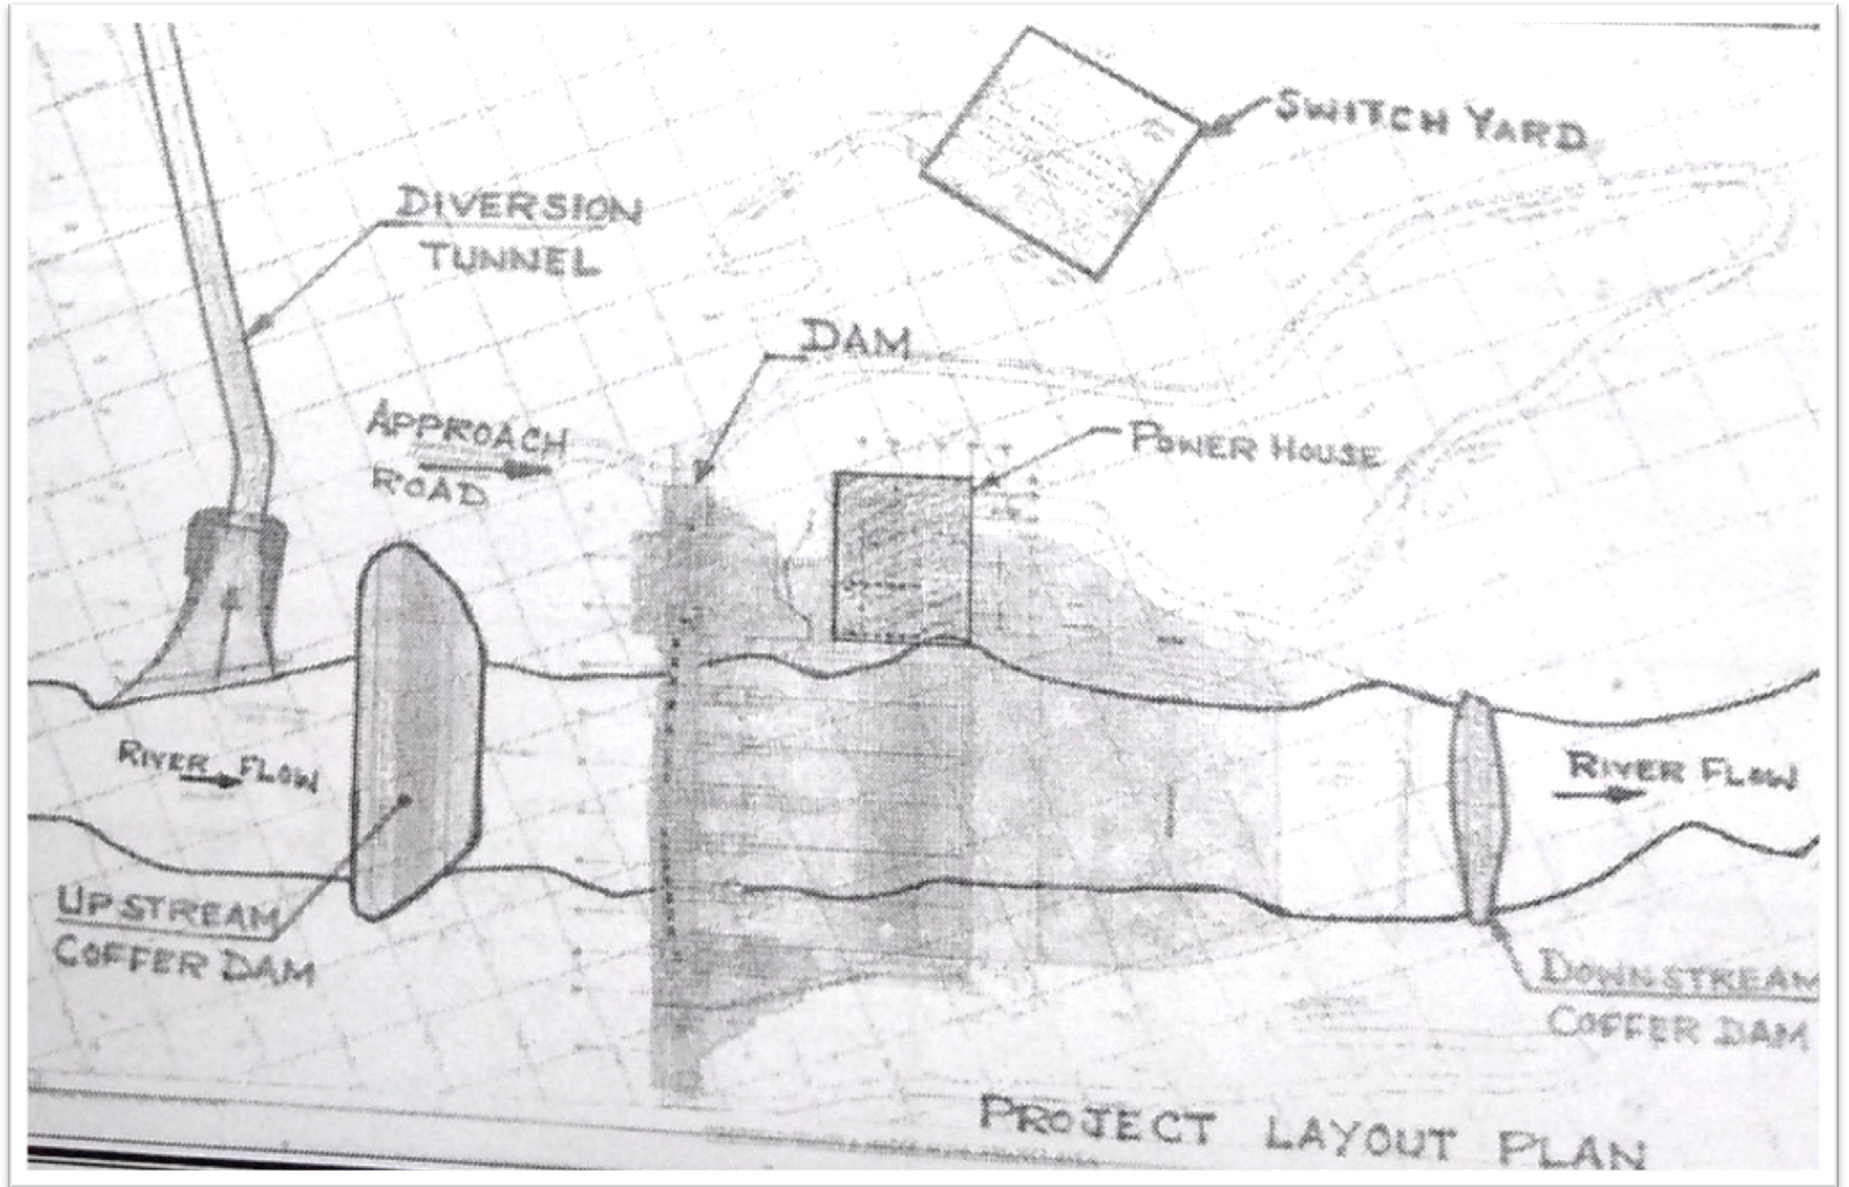 SWITCH YARD
DIVERSION
TUNNEL
DAM
APPROACH
ROAD
POWER HOUSE
RIVER FLOW
RIVER FLOW
UPSTREAM
COFFER DAM
DOWNSTREAM
COFFER DAM
PROJECT LAYOUT PLAN